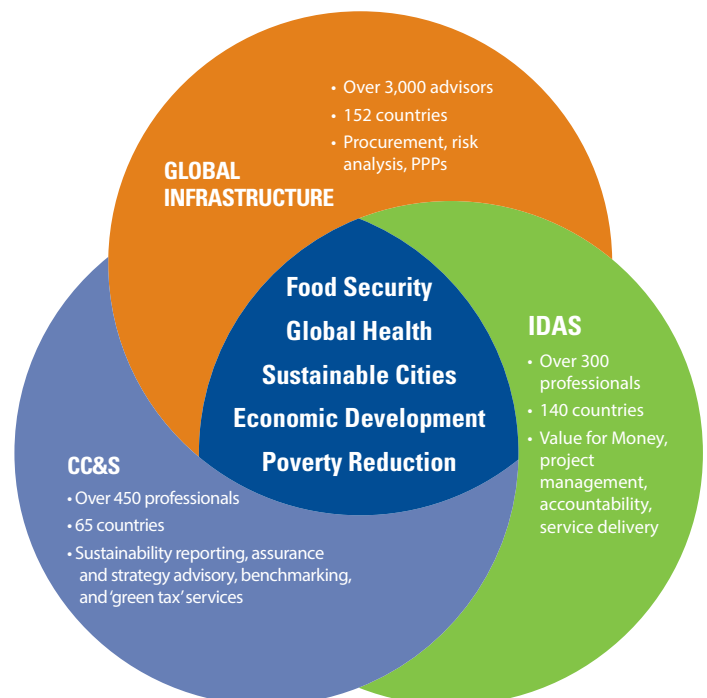 • Over 3,000 advisors
• 152 countries
• Procurement, risk
analysis, PPPs
GLOBAL
INFRASTRUCTURE
Food Security
Global Health
Sustainable Cities
Economic Development
Poverty Reduction
IDAS
• Over 300
professionals
• 140 countries
• Value for Money,
project
management,
accountability,
service delivery
CC&S
• Over 450 professionals
• 65 countries
• Sustainability reporting, assurance
and strategy advisory, benchmarking,
and ‘green tax’ services